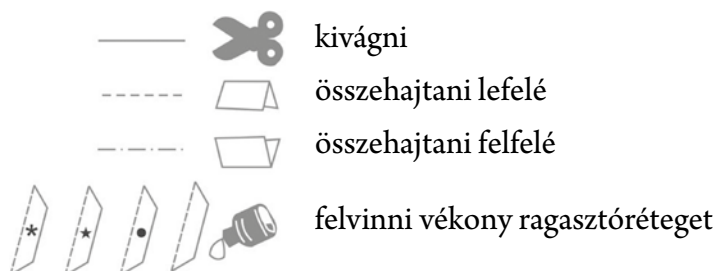 kivágni
összehajtani lefelé
összehajtani felfelé
felvinni vékony ragasztóréteget